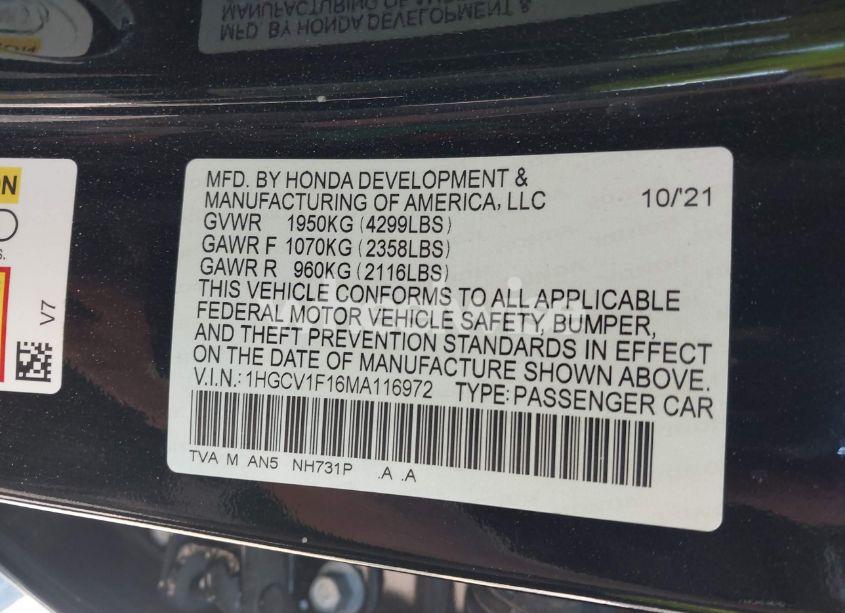 MFD. BY HONDA DEVELOPMENT &
MANUFACTURING OF AMERICA, LLC 10/'21
GVWR 1950KG (4299LBS)
GAWR F 1070KG (2358LBS)
GAWR R 960KG (2116LBS)
THIS VEHICLE CONFORMS TO ALL APPLICABLE
FEDERAL MOTOR VEHICLE SAFETY, BUMPER,
AND THEFT PREVENTION STANDARDS IN EFFECT
ON THE DATE OF MANUFACTURE SHOWN ABOVE.
V.I.N.: 1HGCV1F16MA116972 TYPE: PASSENGER CAR
TVA M AN5 NH731P .A .A
V7